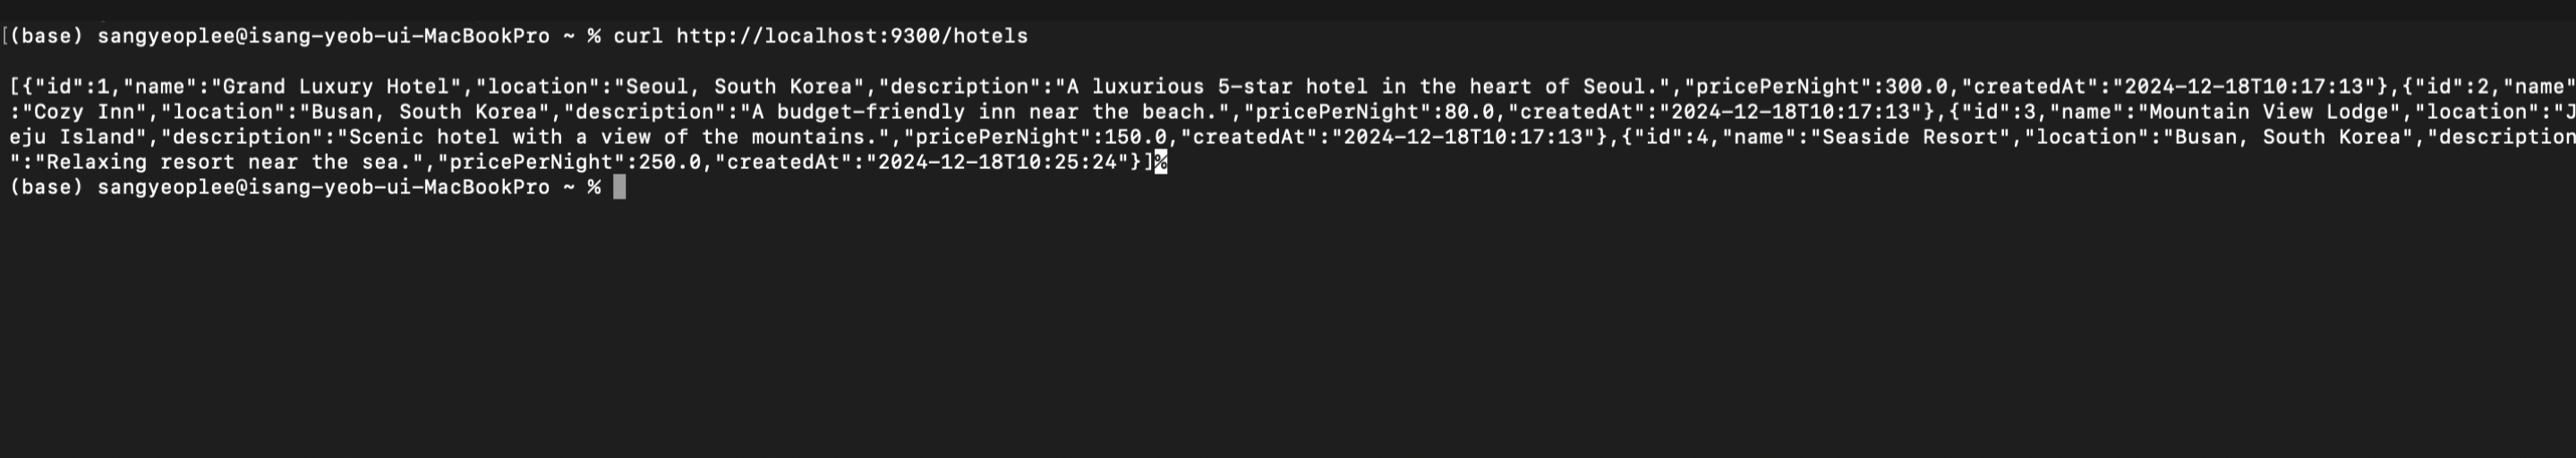 [(base) sangyeoplee@isang-yeob-ui-MacBookPro ~ % curl http://localhost:9300/hotels
[{"id":1,"name":"Grand Luxury Hotel","location":"Seoul, South Korea","description":"A luxurious 5-star hotel in the heart of Seoul.","pricePerNight":300.0,"createdAt":"2024-12-18T10:17:13"},{"id":2,"name"
:"Cozy Inn","location":"Busan, South Korea","description":"A budget-friendly inn near the beach.","pricePerNight":80.0,"createdAt":"2024-12-18T10:17:13"},{"id":3,"name":"Mountain View Lodge","location":"J
eju Island","description":"Scenic hotel with a view of the mountains.","pricePerNight":150.0,"createdAt":"2024-12-18T10:17:13"},{"id":4,"name":"Seaside Resort","location":"Busan, South Korea","description
":"Relaxing resort near the sea.","pricePerNight":250.0,"createdAt":"2024-12-18T10:25:24"}]%
(base) sangyeoplee@isang-yeob-ui-MacBookPro ~ %